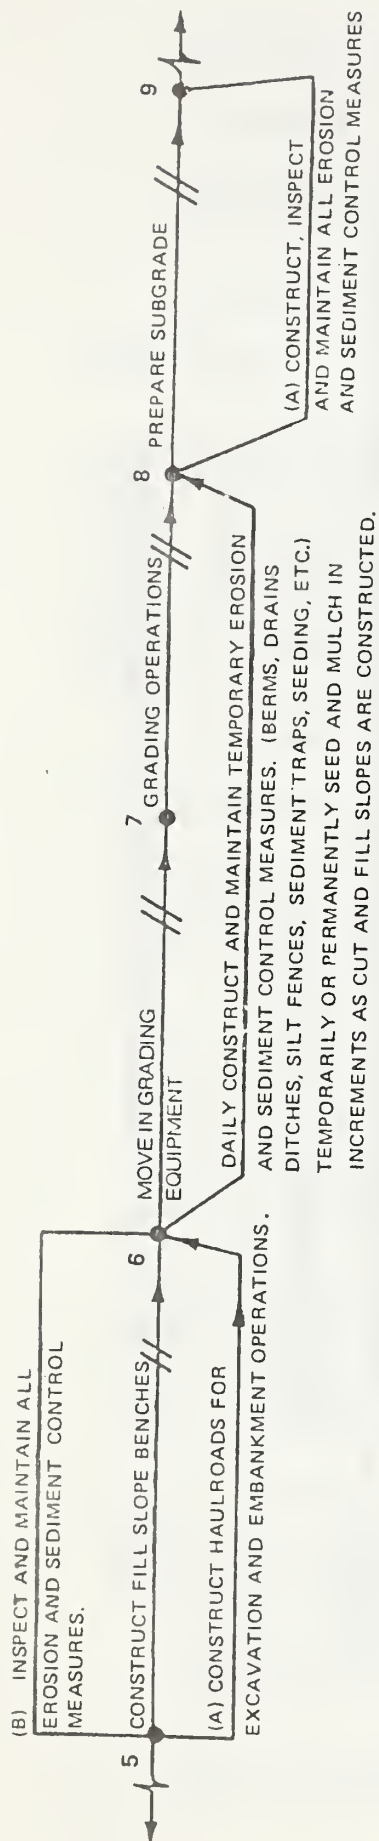 (B) INSPECT AND MAINTAIN ALL
EROSION AND SEDIMENT CONTROL
MEASURES.
5
CONSTRUCT FILL SLOPE BENCHES
(A) CONSTRUCT HAULROADS FOR
EXCAVATION AND EMBANKMENT OPERATIONS.
6
MOVE IN GRADING
EQUIPMENT
7
GRADING OPERATIONS
DAILY CONSTRUCT AND MAINTAIN TEMPORARY EROSION
AND SEDIMENT CONTROL MEASURES. (BERMS, DRAINS
DITCHES, SILT FENCES, SEDIMENT TRAPS, SEEDING, ETC.)
TEMPORARILY OR PERMANENTLY SEED AND MULCH IN
INCREMENTS AS CUT AND FILL SLOPES ARE CONSTRUCTED.
8
PREPARE SUBGRADE
9
(A) CONSTRUCT, INSPECT
AND MAINTAIN ALL EROSION
AND SEDIMENT CONTROL MEASURES